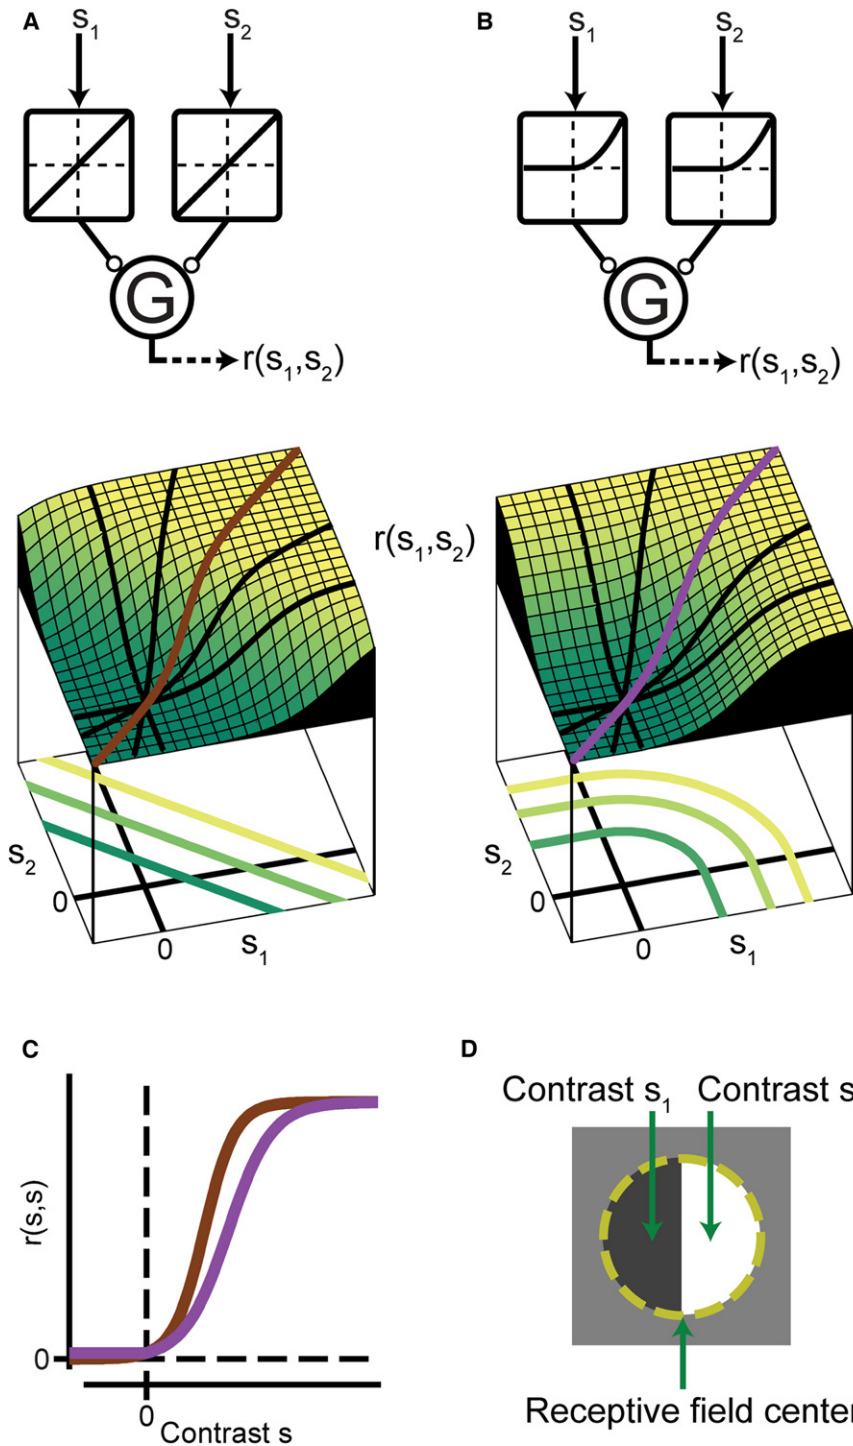 A
S₁ S₂
G
r(s₁,s₂)
B
S₁ S₂
G
r(s₁,s₂)
r(s₁,s₂)
S₂
0
0
S₁
S₂
0
0
S₁
C
r(s,s)
0
0
Contrast s
D
Contrast s₁ Contrast s
Receptive field center